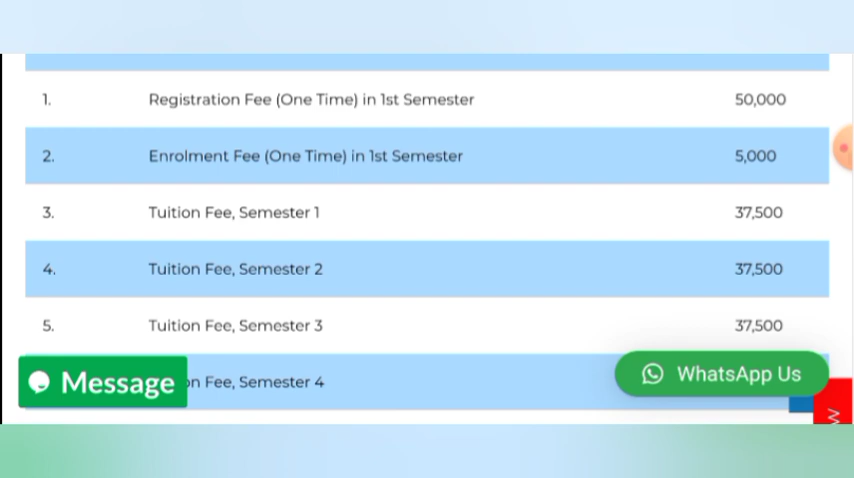 1. Registration Fee (One Time) in 1st Semester 50,000
2. Enrolment Fee (One Time) in 1st Semester 5,000
3. Tuition Fee, Semester 1 37,500
4. Tuition Fee, Semester 2 37,500
5. Tuition Fee, Semester 3 37,500
Message on Fee, Semester 4 WhatsApp Us